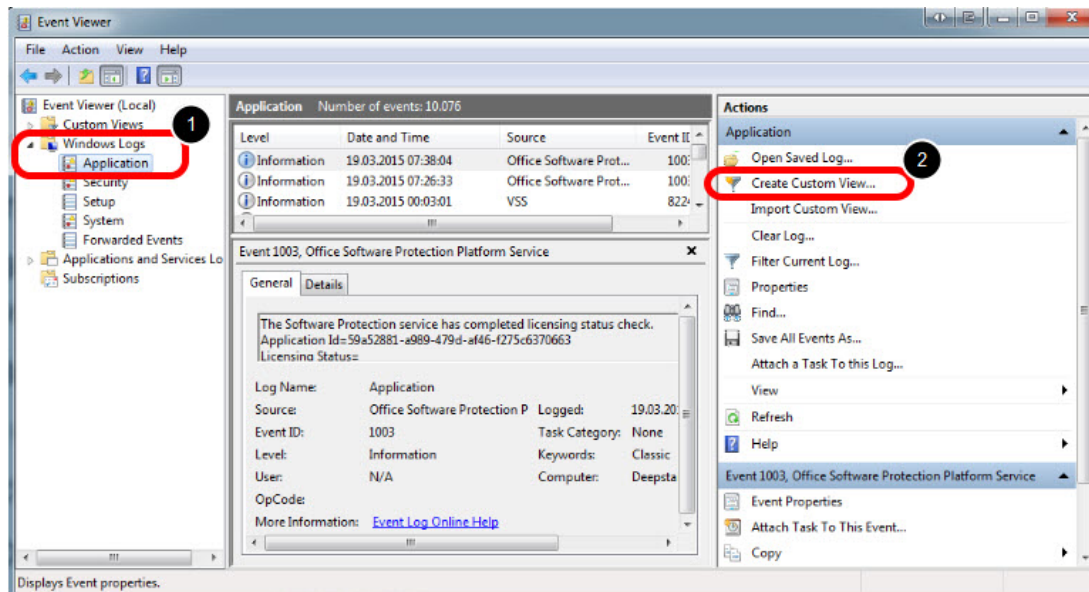 Event Viewer
File Action View Help
Event Viewer (Local)
Custom Views
1
Windows Logs
Application
Security
Setup
System
Forwarded Events
Applications and Services Lo
Subscriptions
Application Number of events: 10.076
Level Date and Time Source Event ID
Information 19.03.2015 07:38:04 Office Software Prot... 100
Information 19.03.2015 07:26:33 Office Software Prot... 100
Information 19.03.2015 00:03:01 VSS 822
Event 1003, Office Software Protection Platform Service
General Details
The Software Protection service has completed licensing status check.
Application Id=59a52881-a989-479d-af46-f275c6370663
Licensing Status=
Log Name: Application
Source: Office Software Protection P Logged: 19.03.20
Event ID: 1003 Task Category: None
Level: Information Keywords: Classic
User: N/A Computer: Deepsta
OpCode:
More Information: Event Log Online Help
Actions
Application
Open Saved Log...
2
Create Custom View...
Import Custom View...
Clear Log...
Filter Current Log...
Properties
Find...
Save All Events As...
Attach a Task To this Log...
View
Refresh
Help
Event 1003, Office Software Protection Platform Service
Event Properties
Attach Task To This Event...
Copy
Displays Event properties.